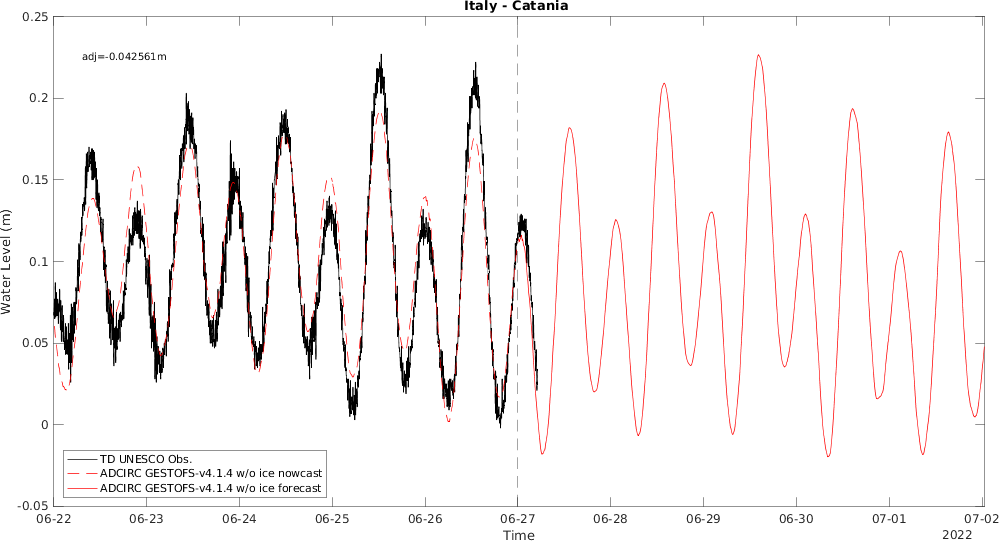 Italy - Catania
adj=-0.042561m
Water Level (m)
0.25
0.2
0.15
0.1
0.05
0
-0.05
TD UNESCO Obs.
ADCIRC GESTOFS-v4.1.4 w/o ice nowcast
ADCIRC GESTOFS-v4.1.4 w/o ice forecast
06-22 06-23 06-24 06-25 06-26 06-27 06-28 06-29 06-30 07-01 07-02
Time
2022